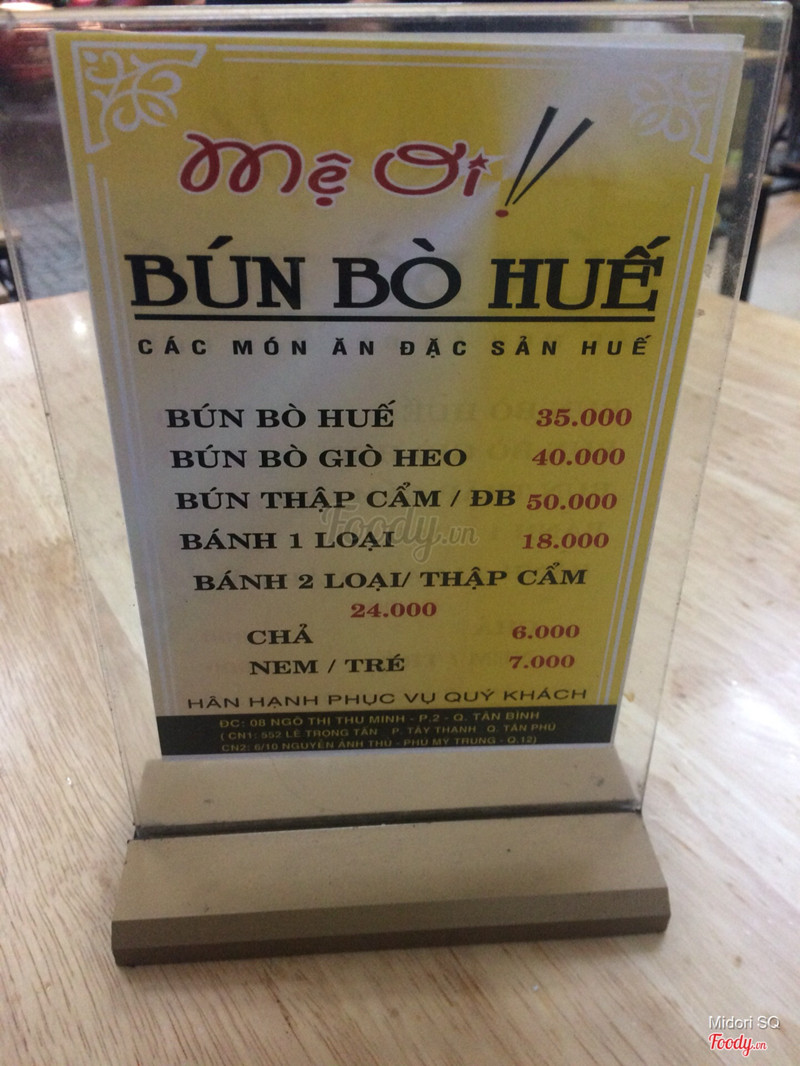 Mệ Ơi!
BÚN BÒ HUẾ
CÁC MÓN ĂN ĐẶC SẢN HUẾ
BÚN BÒ HUẾ 35.000
BÚN BÒ GIÒ HEO 40.000
BÚN THẬP CẨM / ĐB 50.000
Foody.vn
BÁNH 1 LOẠI 18.000
BÁNH 2 LOẠI/ THẬP CẨM
24.000
CHẢ 6.000
NEM / TRÉ 7.000
HÂN HẠNH PHỤC VỤ QUÝ KHÁCH
ĐC: 08 NGÔ THỊ THU MINH - P.2 - Q. TÂN BÌNH
( CN1: 552 LÊ TRỌNG TẤN P. TÂY THẠNH Q. TÂN PHÚ
CN2: 6/10 NGUYỄN ẢNH THỦ - PHÚ MỸ TRUNG - Q.12)
Midori SQ
Foody.vn